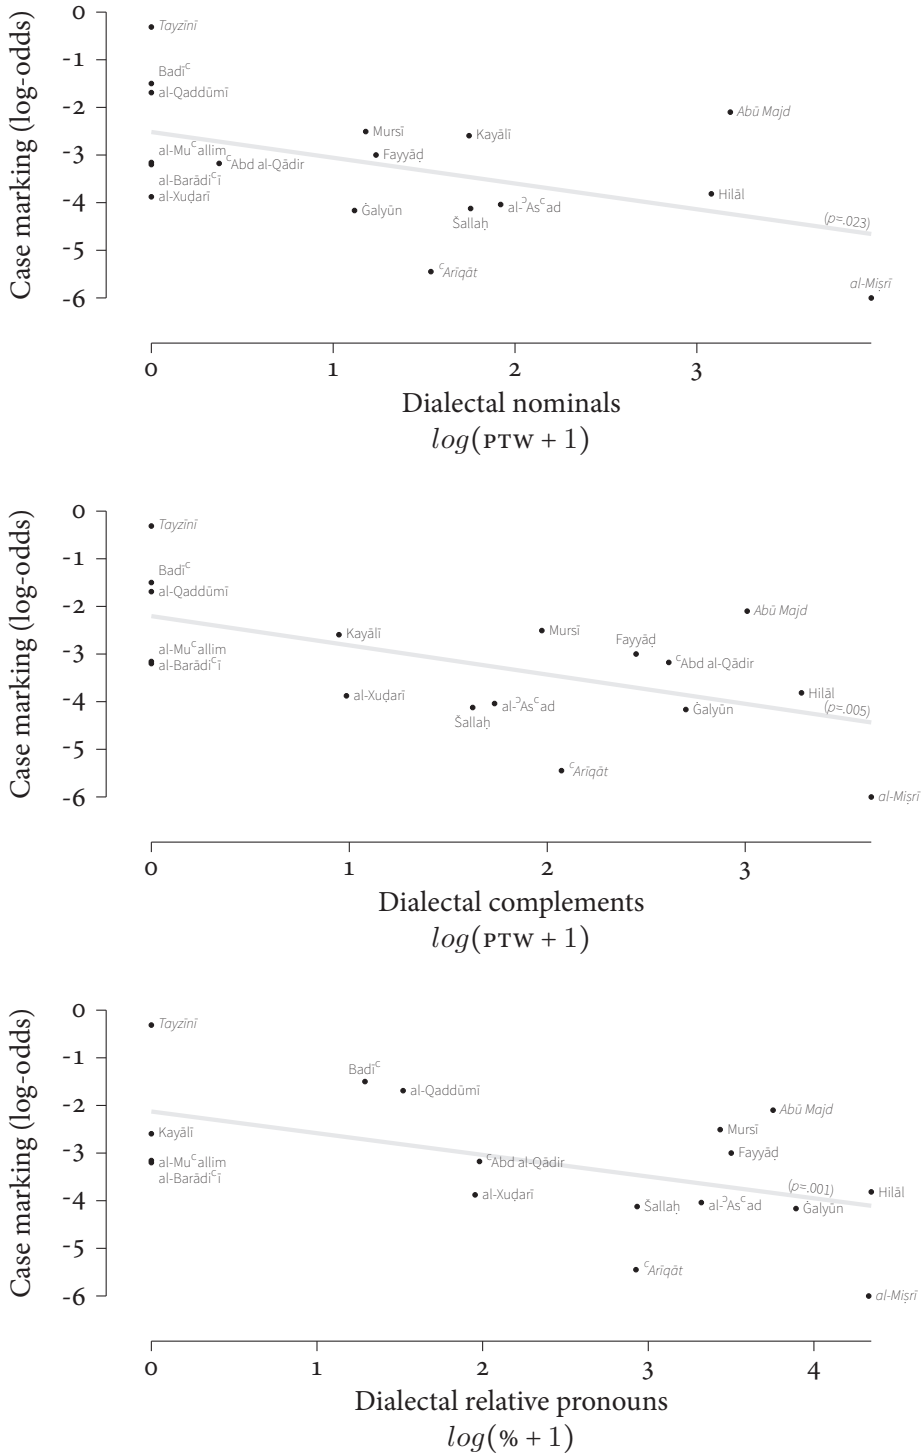 Case marking (log-odds)
0
-1
-2
-3
-4
-5
-6
Tayzīnī
Badīᶜ
al-Qaddūmī
Abū Majd
Mursī
Kayālī
al-Muᶜallim
Fayyāḍ
ᶜAbd al-Qādir
al-Barādiᶜī
al-Xuḍarī
Hilāl
Ġalyūn
al-ᵓAsᶜad
Šallaḥ
(p=.023)
ᶜArīqāt
al-Miṣrī
0 1 2 3
Dialectal nominals
log(PTW + 1)
Case marking (log-odds)
0
-1
-2
-3
-4
-5
-6
Tayzīnī
Badīᶜ
al-Qaddūmī
Abū Majd
Kayālī
Mursī
Fayyāḍ
al-Muᶜallim
al-Barādiᶜī
ᶜAbd al-Qādir
al-Xuḍarī
Hilāl
al-ᵓAsᶜad
Ġalyūn
(p=.005)
Šallaḥ
ᶜArīqāt
al-Miṣrī
0 1 2 3
Dialectal complements
log(PTW + 1)
Case marking (log-odds)
0
-1
-2
-3
-4
-5
-6
Tayzīnī
Badīᶜ
al-Qaddūmī
Abū Majd
Kayālī
Mursī
Fayyāḍ
al-Muᶜallim
ᶜAbd al-Qādir
al-Barādiᶜī
al-Xuḍarī
(p=.001)
Hilāl
Šallaḥ
al-ᵓAsᶜad
Ġalyūn
ᶜArīqāt
al-Miṣrī
0 1 2 3 4
Dialectal relative pronouns
log(% + 1)